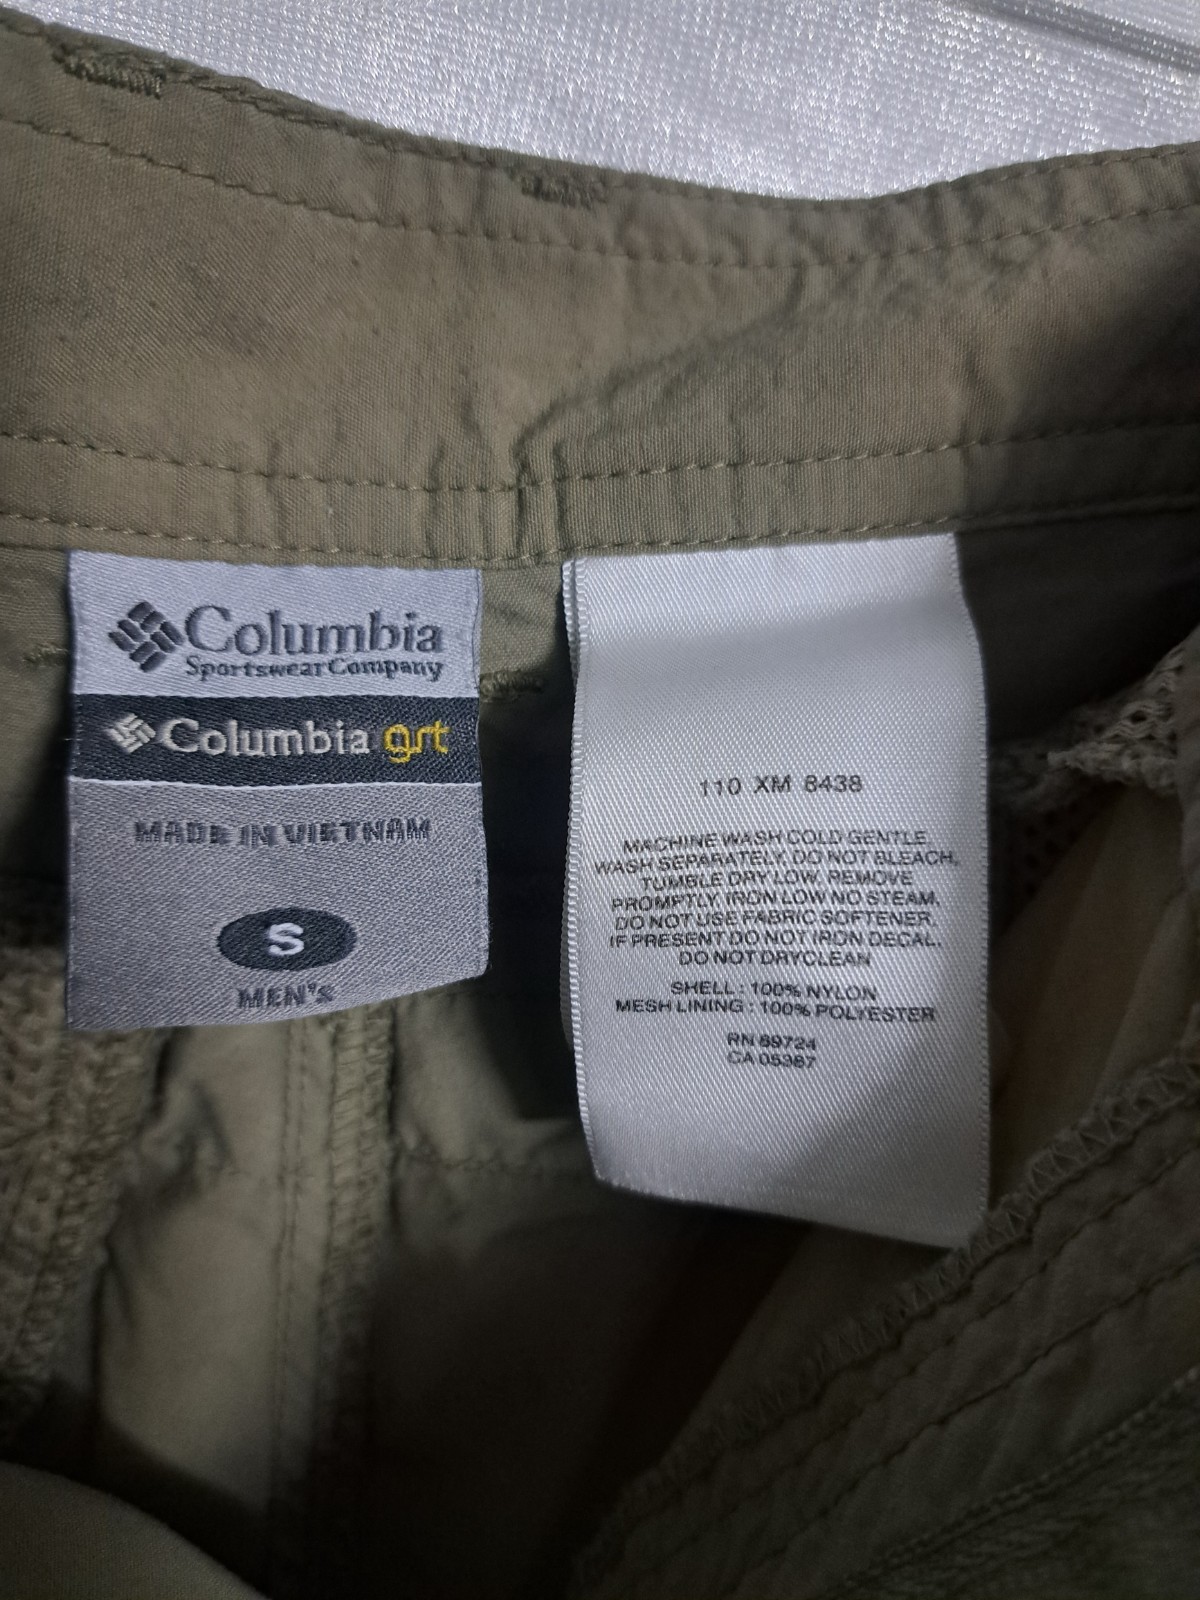 Columbia
Sportswear Company
Columbia grt
MADE IN VIETNAM
S
MEN'S
110 XM 8438
MACHINE WASH COLD GENTLE
WASH SEPARATELY. DO NOT BLEACH.
TUMBLE DRY LOW. REMOVE
PROMPTLY. IRON LOW NO STEAM.
DO NOT USE FABRIC SOFTENER.
IF PRESENT DO NOT IRON DECAL.
DO NOT DRYCLEAN
SHELL : 100% NYLON
MESH LINING : 100% POLYESTER
RN 69724
CA 05367